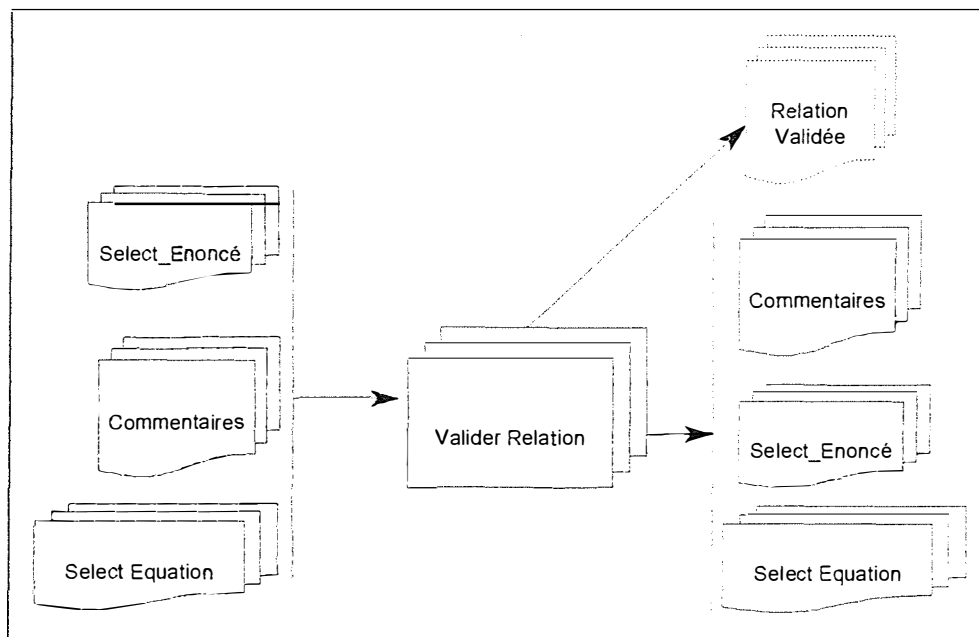 Relation
Validée
Select_Enoncé
Commentaires
Commentaires
Valider Relation
Select_Enoncé
Select Equation
Select Equation